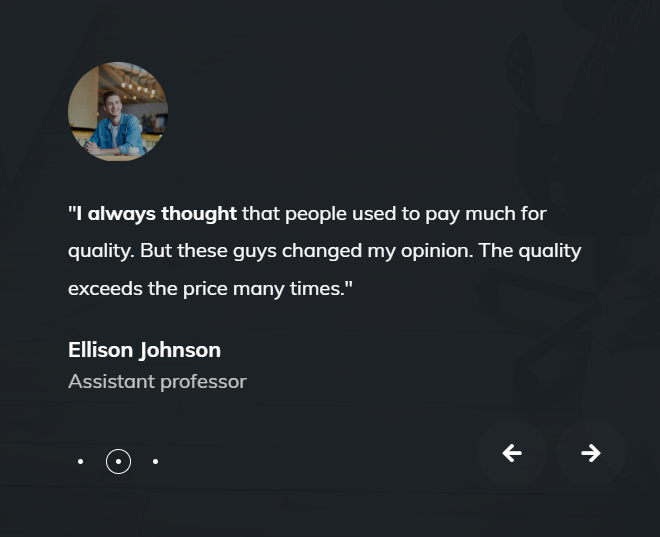 "I always thought that people used to pay much for
quality. But these guys changed my opinion. The quality
exceeds the price many times."
Ellison Johnson
Assistant professor